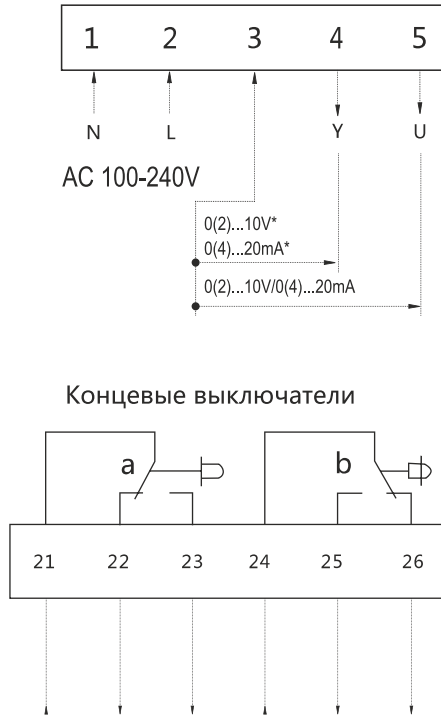 1 2 3 4 5
N L Y U
AC 100-240V
0(2)...10V*
0(4)...20mA*
0(2)...10V/0(4)...20mA
Концевые выключатели
a b
21 22 23 24 25 26